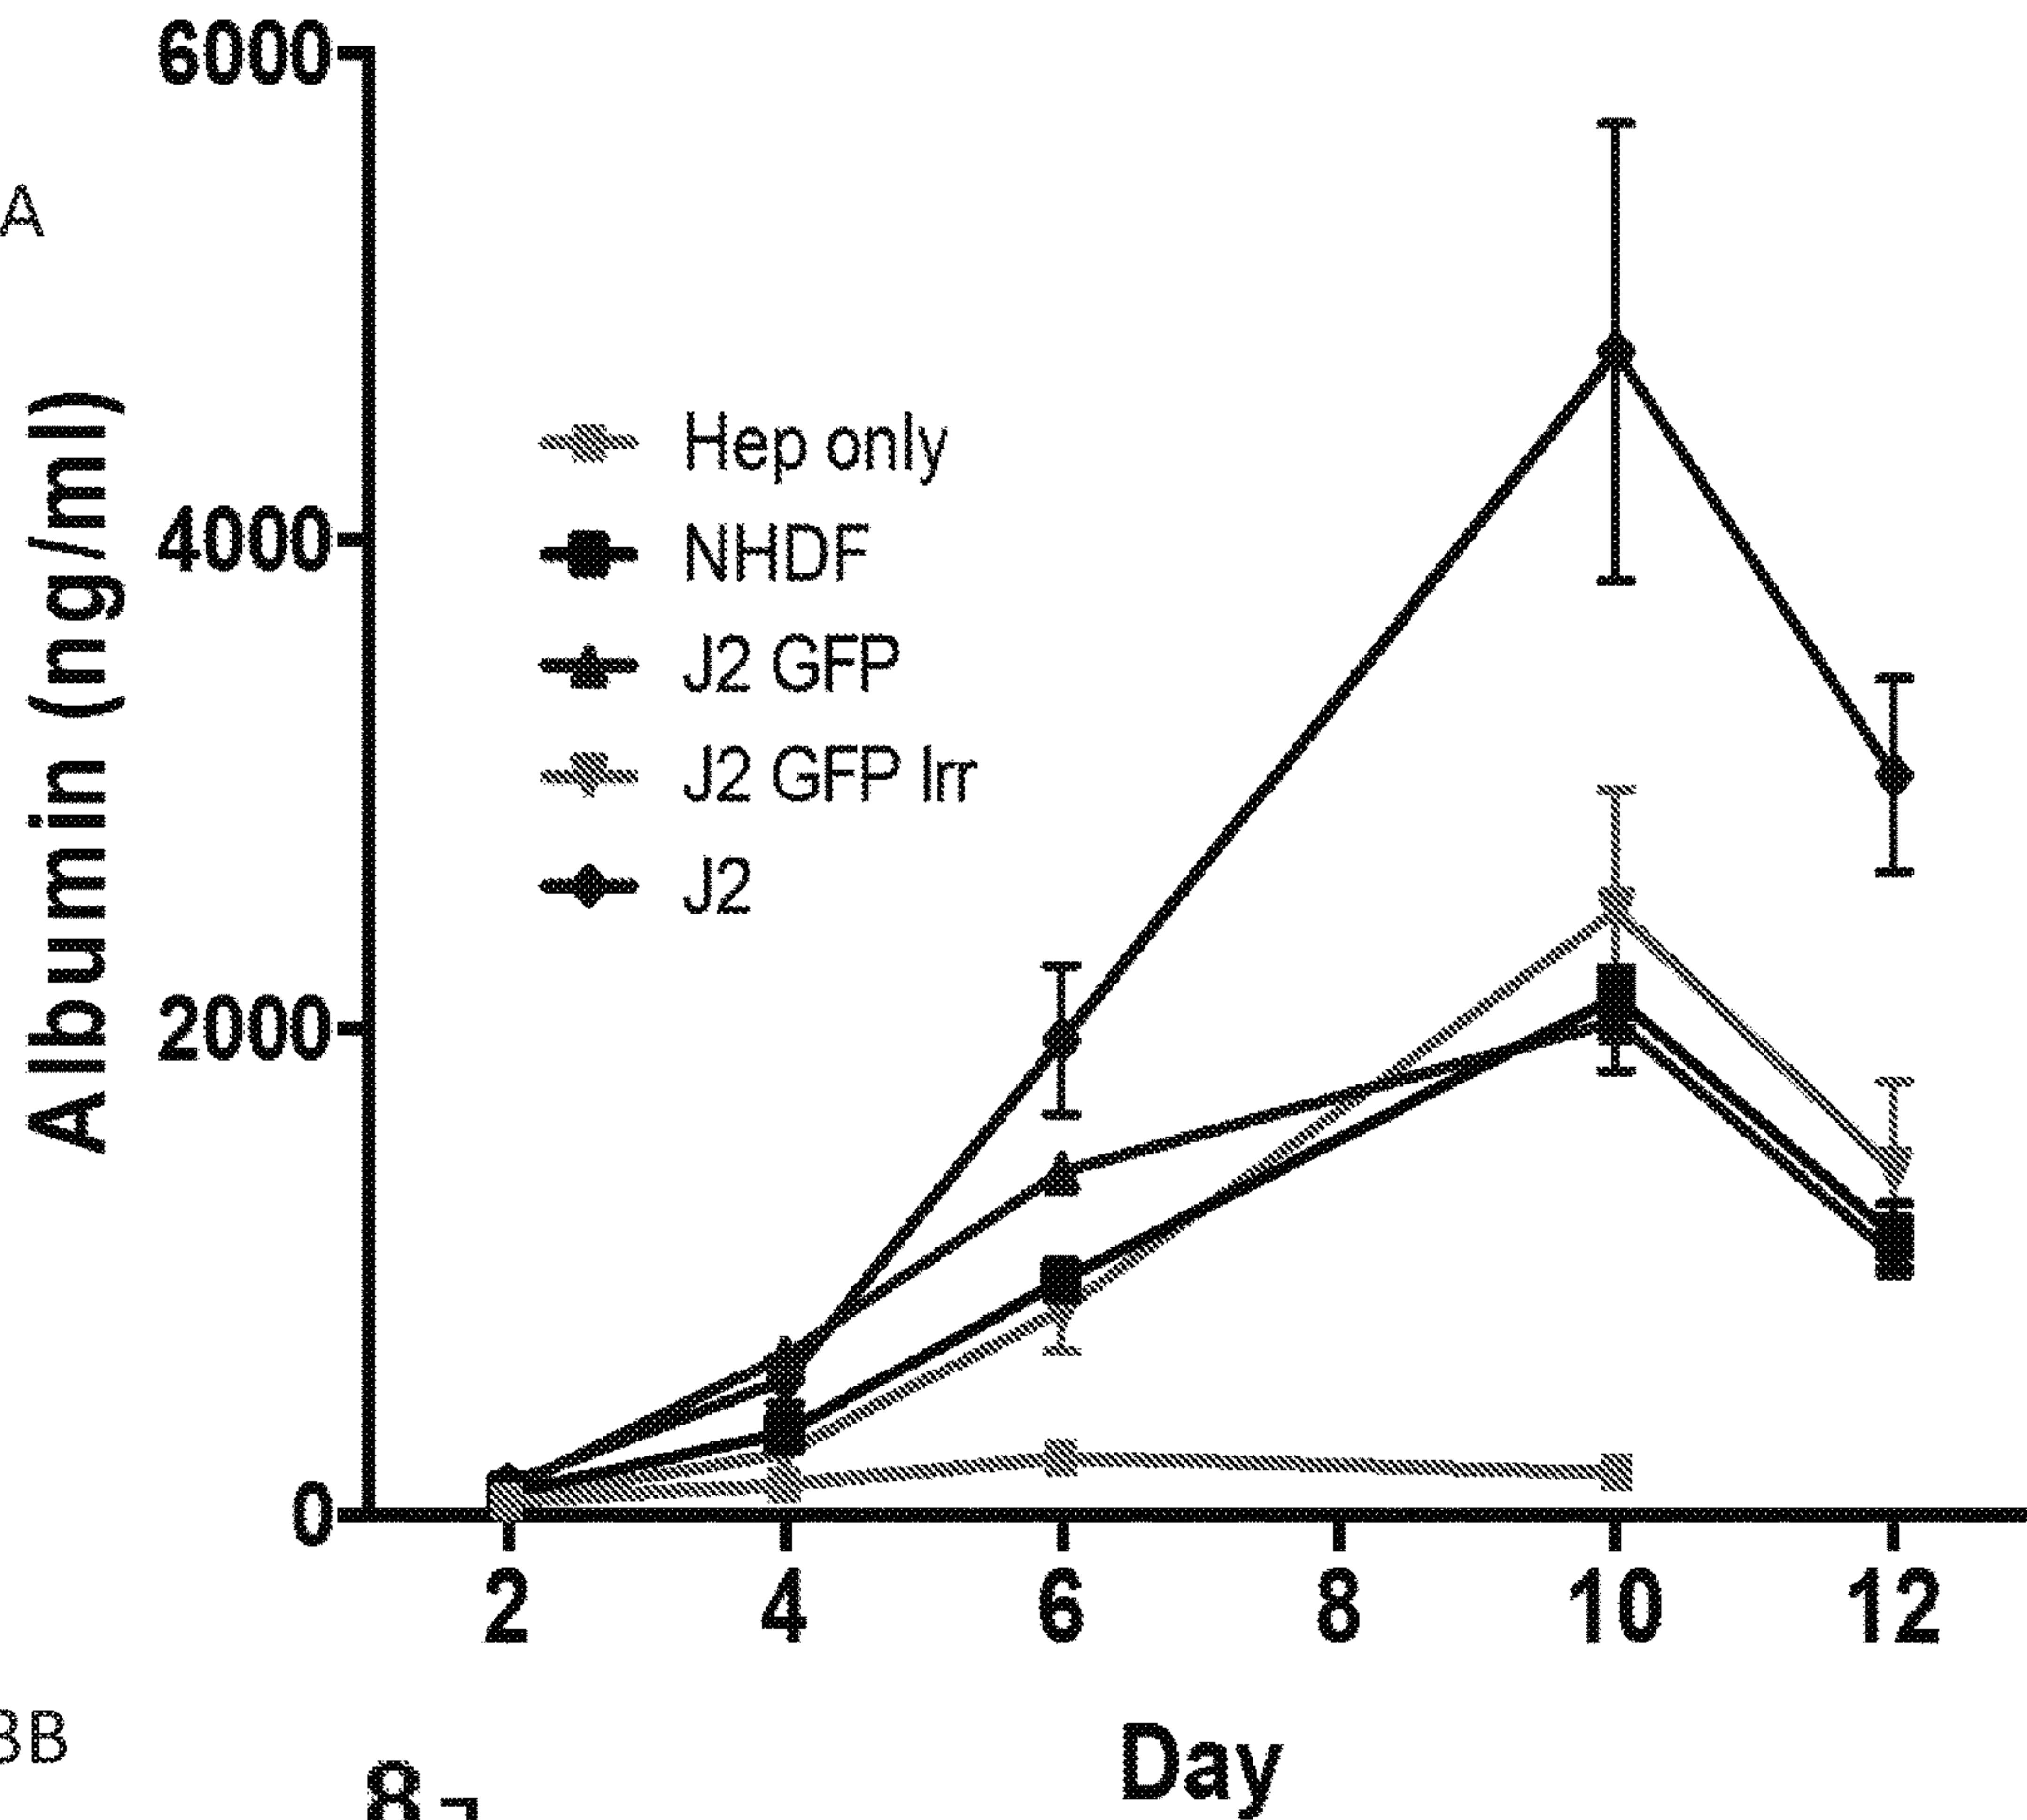 6000
A
4000
2000
0
Albumin (ng/ml)
Hep only
NHDF
J2 GFP
J2 GFP Irr
J2
2 4 6 8 10 12
Day
BB
8